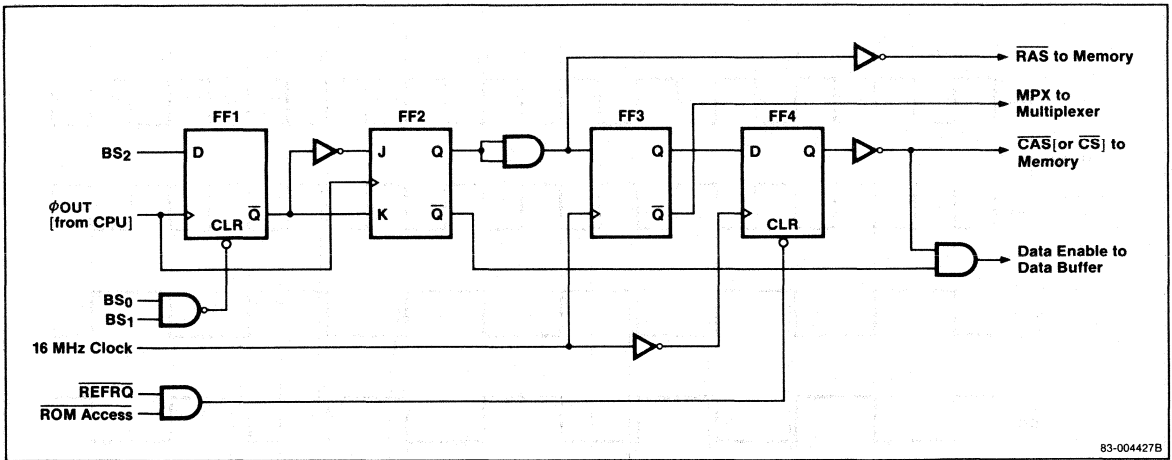 RAS to Memory
MPX to
Multiplexer
CAS [or CS] to
Memory
Data Enable to
Data Buffer
FF1
FF2
FF3
FF4
BS2
D
J
Q
Q
D
Q
ϕOUT
[from CPU]
Q
CLR
K
Q
Q
CLR
BS0
BS1
16 MHz Clock
REFRQ
ROM Access
83-004427B